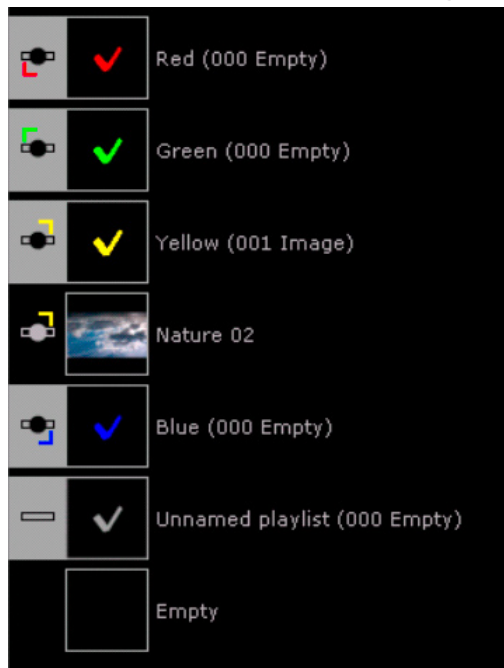 Red (000 Empty)
Green (000 Empty)
Yellow (001 Image)
Nature 02
Blue (000 Empty)
Unnamed playlist (000 Empty)
Empty